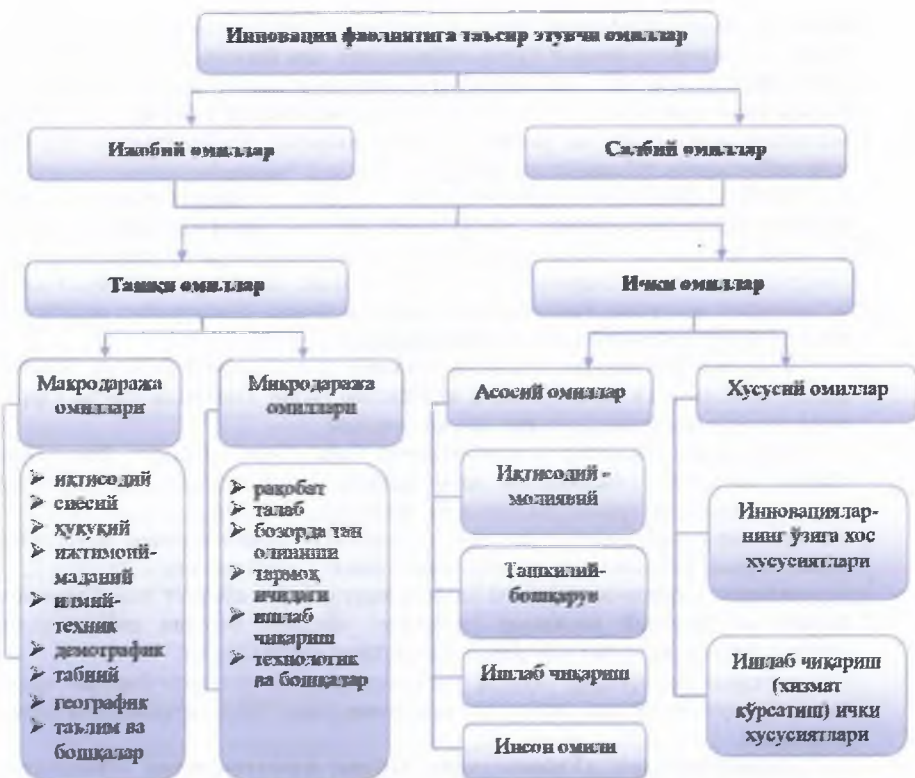 Инновация фаолиятига таъсир этувчи омиллар
Ижобий омиллар
Салбий омиллар
Ташқи омиллар
Ички омиллар
Макродаража
омиллари
Микродаража
омиллари
Асосий омиллар
Хусусий омиллар
➢ иқтисодий
➢ сиёсий
➢ ҳуқуқий
➢ ижтимоий-
маданий
➢ илмий-
техник
➢ демографик
➢ табиий
➢ географик
➢ таълим ва
бошқалар
➢ рақобат
➢ талаб
➢ бозорда тан
олиниши
➢ тармоқ
ичидаги
➢ ишлаб
чиқариш
➢ технологик
ва бошқалар
Иқтисодий -
молиявий
Ташкилий-
бошқарув
Ишлаб чиқариш
Инсон омили
Инновациялар-
нинг ўзига хос
хусусиятлари
Ишлаб чиқариш
(хизмат
кўрсатиш) ички
хусусиятлари